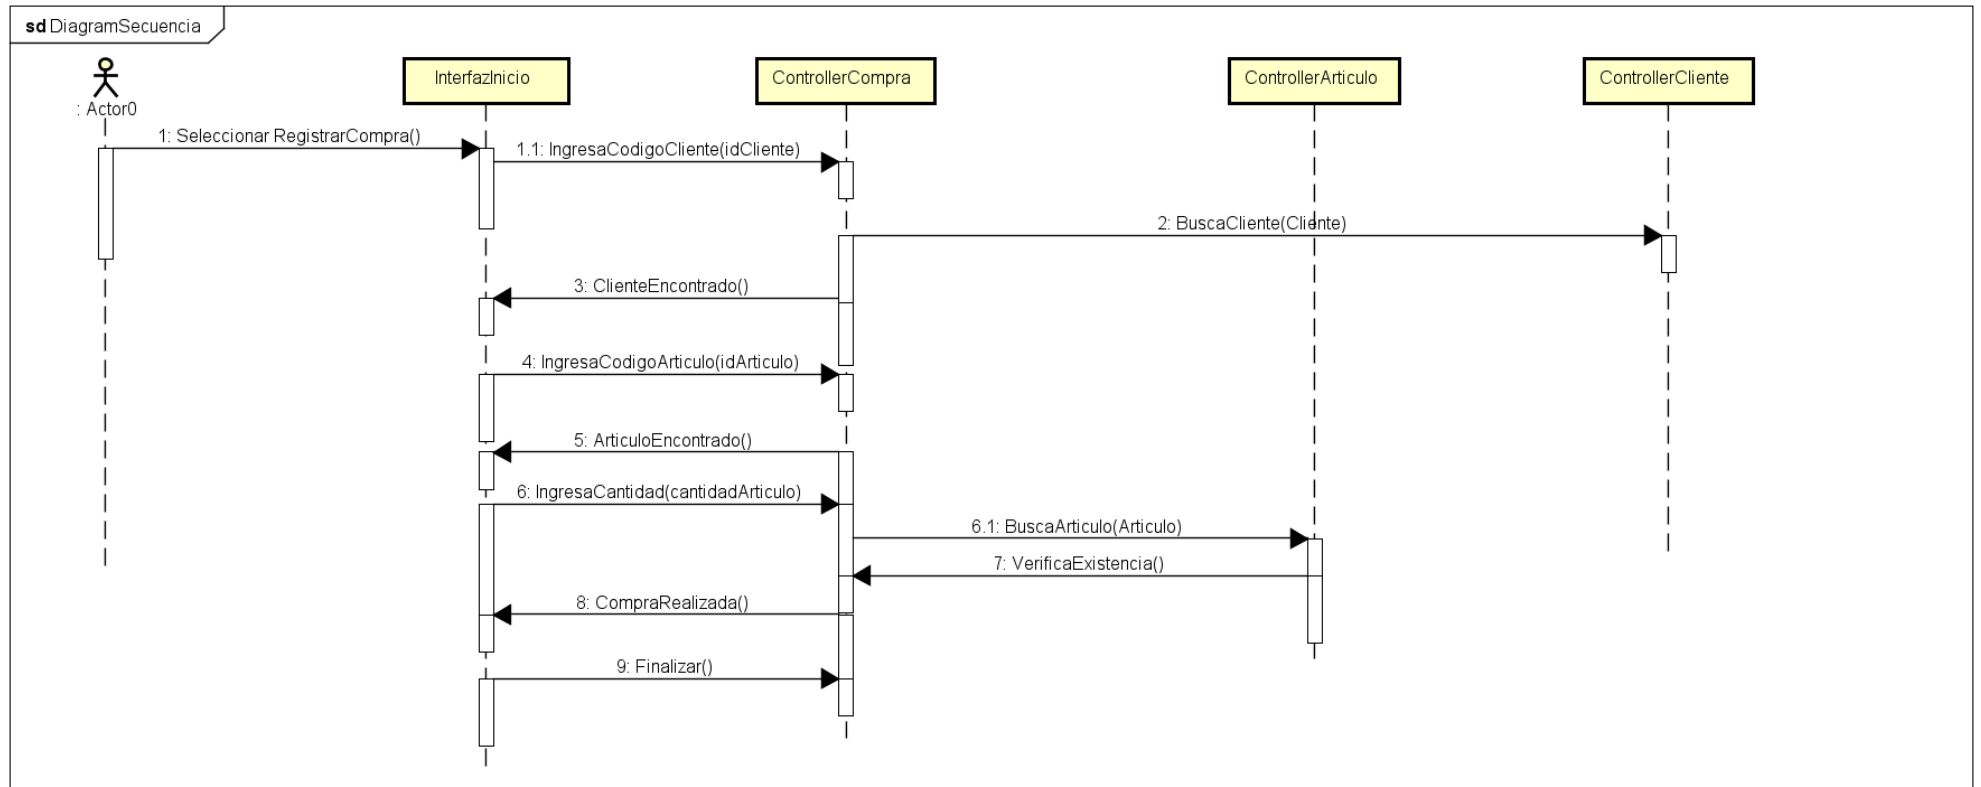 sd DiagramSecuencia
: Actor0
InterfazInicio
ControllerCompra
ControllerArticulo
ControllerCliente
1: Seleccionar RegistrarCompra()
1.1: IngresaCodigoCliente(idCliente)
2: BuscaCliente(Cliente)
3: ClienteEncontrado()
4: IngresaCodigoArticulo(idArticulo)
5: ArticuloEncontrado()
6: IngresaCantidad(cantidadArticulo)
6.1: BuscaArticulo(Articulo)
7: VerificaExistencia()
8: CompraRealizada()
9: Finalizar()